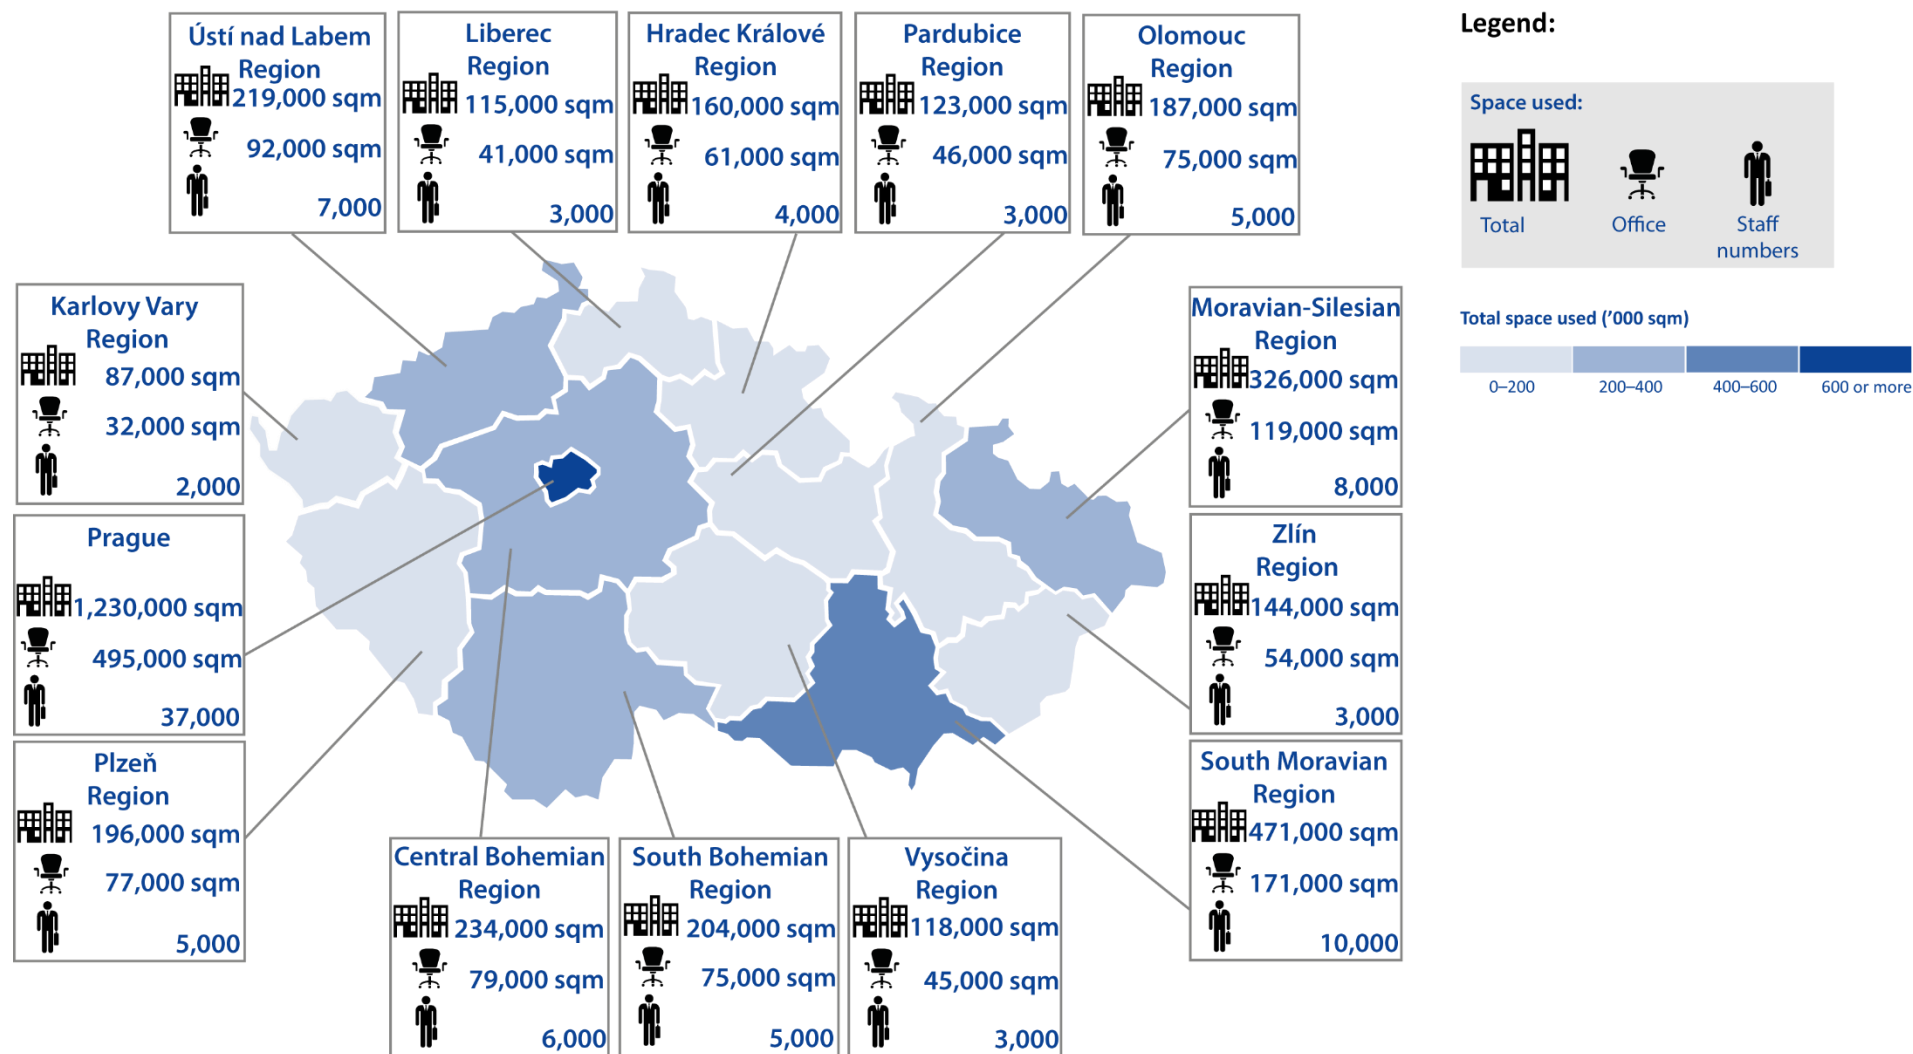 Ústí nad Labem
Region
219,000 sqm
92,000 sqm
7,000
Liberec
Region
115,000 sqm
41,000 sqm
3,000
Hradec Králové
Region
160,000 sqm
61,000 sqm
4,000
Pardubice
Region
123,000 sqm
46,000 sqm
3,000
Olomouc
Region
187,000 sqm
75,000 sqm
5,000
Legend:
Space used:
Total
Office
Staff
numbers
Total space used ('000 sqm)
0–200
200–400
400–600
600 or more
Karlovy Vary
Region
87,000 sqm
32,000 sqm
2,000
Moravian-Silesian
Region
326,000 sqm
119,000 sqm
8,000
Prague
1,230,000 sqm
495,000 sqm
37,000
Zlín
Region
144,000 sqm
54,000 sqm
3,000
Plzeň
Region
196,000 sqm
77,000 sqm
5,000
South Moravian
Region
471,000 sqm
171,000 sqm
10,000
Central Bohemian
Region
234,000 sqm
79,000 sqm
6,000
South Bohemian
Region
204,000 sqm
75,000 sqm
5,000
Vysočina
Region
118,000 sqm
45,000 sqm
3,000